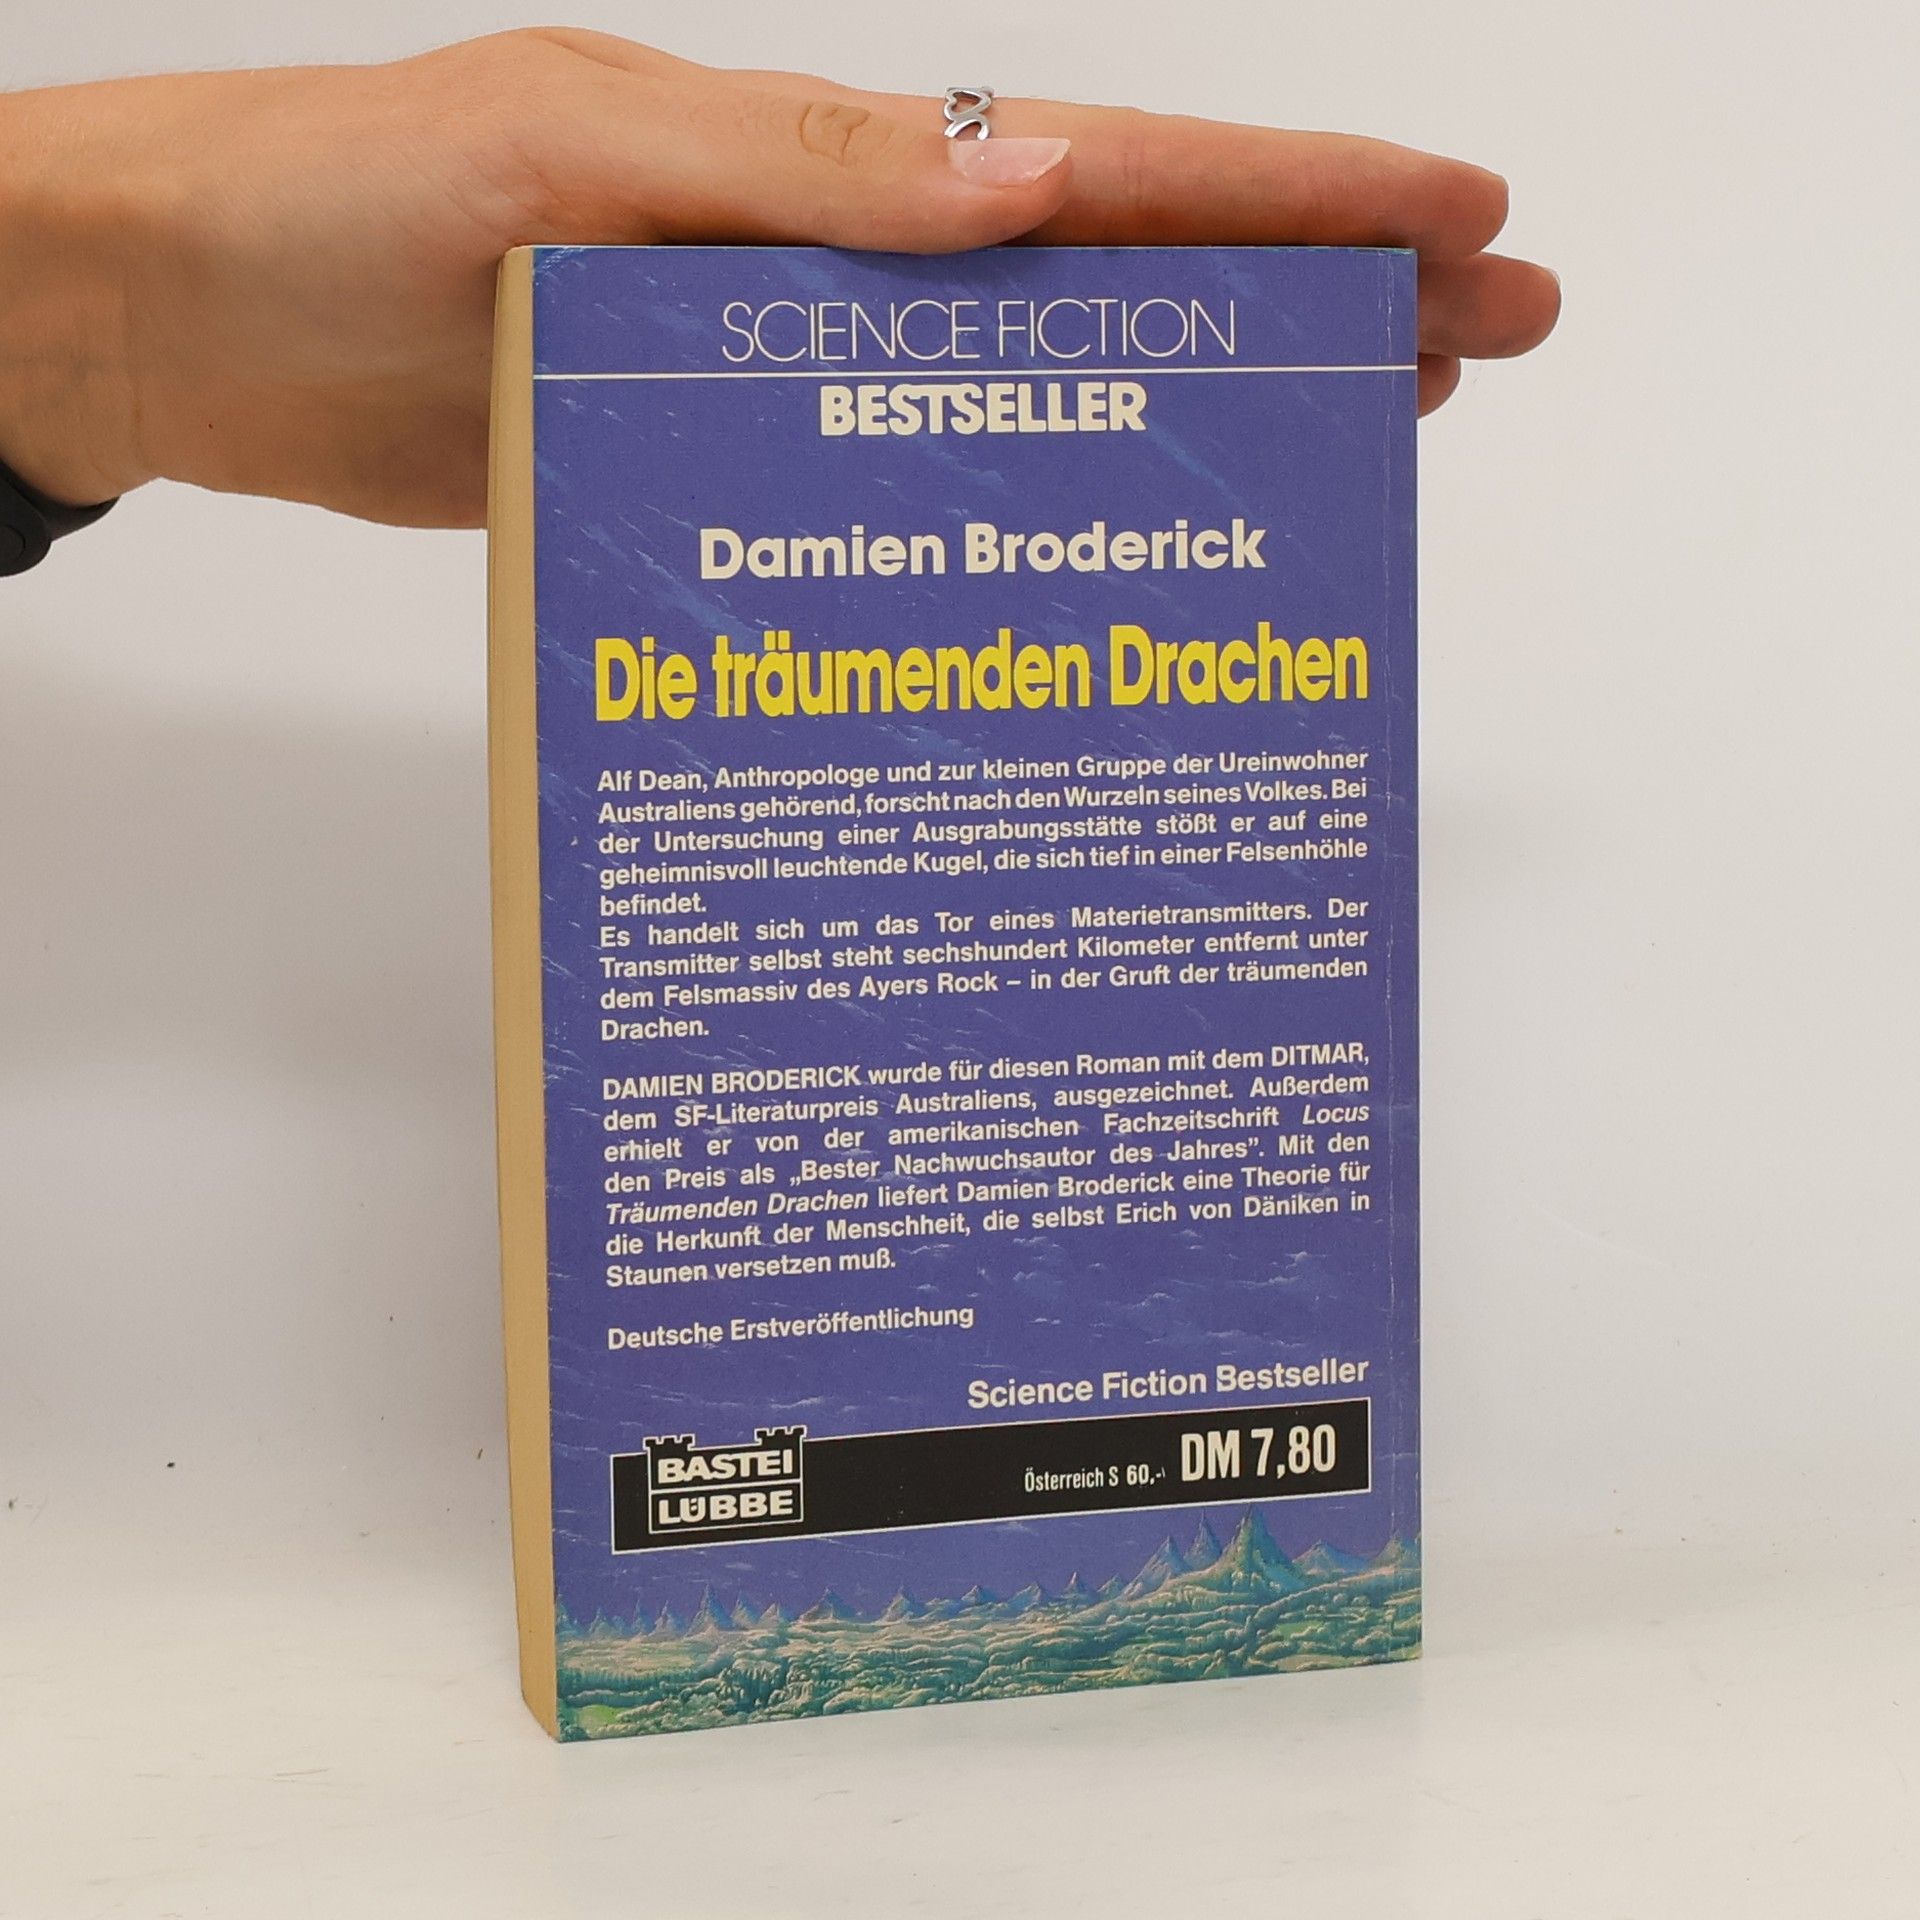 SCIENCE FICTION
BESTSELLER
Damien Broderick
Die träumenden Drachen
Alf Dean, Anthropologe und zur kleinen Gruppe der Ureinwohner
Australiens gehörend, forscht nach den Wurzeln seines Volkes. Bei
der Untersuchung einer Ausgrabungsstätte stößt er auf eine
geheimnisvoll leuchtende Kugel, die sich tief in einer Felsenhöhle
befindet.
Es handelt sich um das Tor eines Materietransmitters. Der
Transmitter selbst steht sechshundert Kilometer entfernt unter
dem Felsmassiv des Ayers Rock – in der Gruft der träumenden
Drachen.
DAMIEN BRODERICK wurde für diesen Roman mit dem DITMAR,
dem SF-Literaturpreis Australiens, ausgezeichnet. Außerdem
erhielt er von der amerikanischen Fachzeitschrift Locus
den Preis als „Bester Nachwuchsautor des Jahres”. Mit den
Träumenden Drachen liefert Damien Broderick eine Theorie für
die Herkunft der Menschheit, die selbst Erich von Däniken in
Staunen versetzen muß.
Deutsche Erstveröffentlichung
Science Fiction Bestseller
BASTEI
LÜBBE
Österreich S 60,- DM 7,80